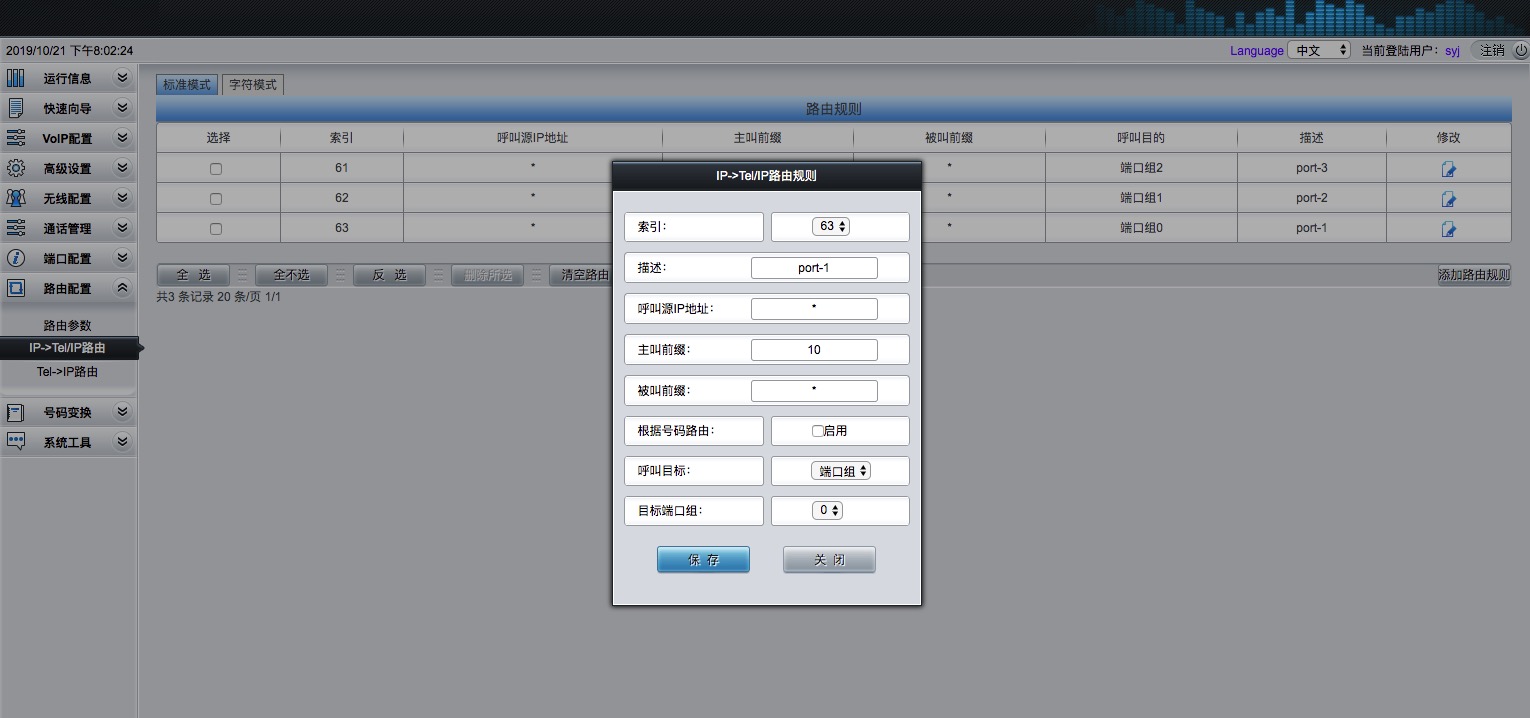 2019/10/21 下午8:02:24 Language 中文 当前登陆用户: syj 注销
运行信息
快速向导
VoIP配置
高级设置
无线配置
通话管理
端口配置
路由配置
路由参数
IP->Tel/IP路由
Tel->IP路由
号码变换
系统工具
标准模式 字符模式
路由规则
选择 索引 呼叫源IP地址 主叫前缀 被叫前缀 呼叫目的 描述 修改
61 * * 端口组2 port-3
62 * * 端口组1 port-2
63 * * 端口组0 port-1
全 选 全不选 反 选 删除所选 清空路由 添加路由规则
共3 条记录 20 条/页 1/1
IP->Tel/IP路由规则
索引: 63
描述: port-1
呼叫源IP地址: *
主叫前缀: 10
被叫前缀: *
根据号码路由: 启用
呼叫目标: 端口组
目标端口组: 0
保 存 关 闭